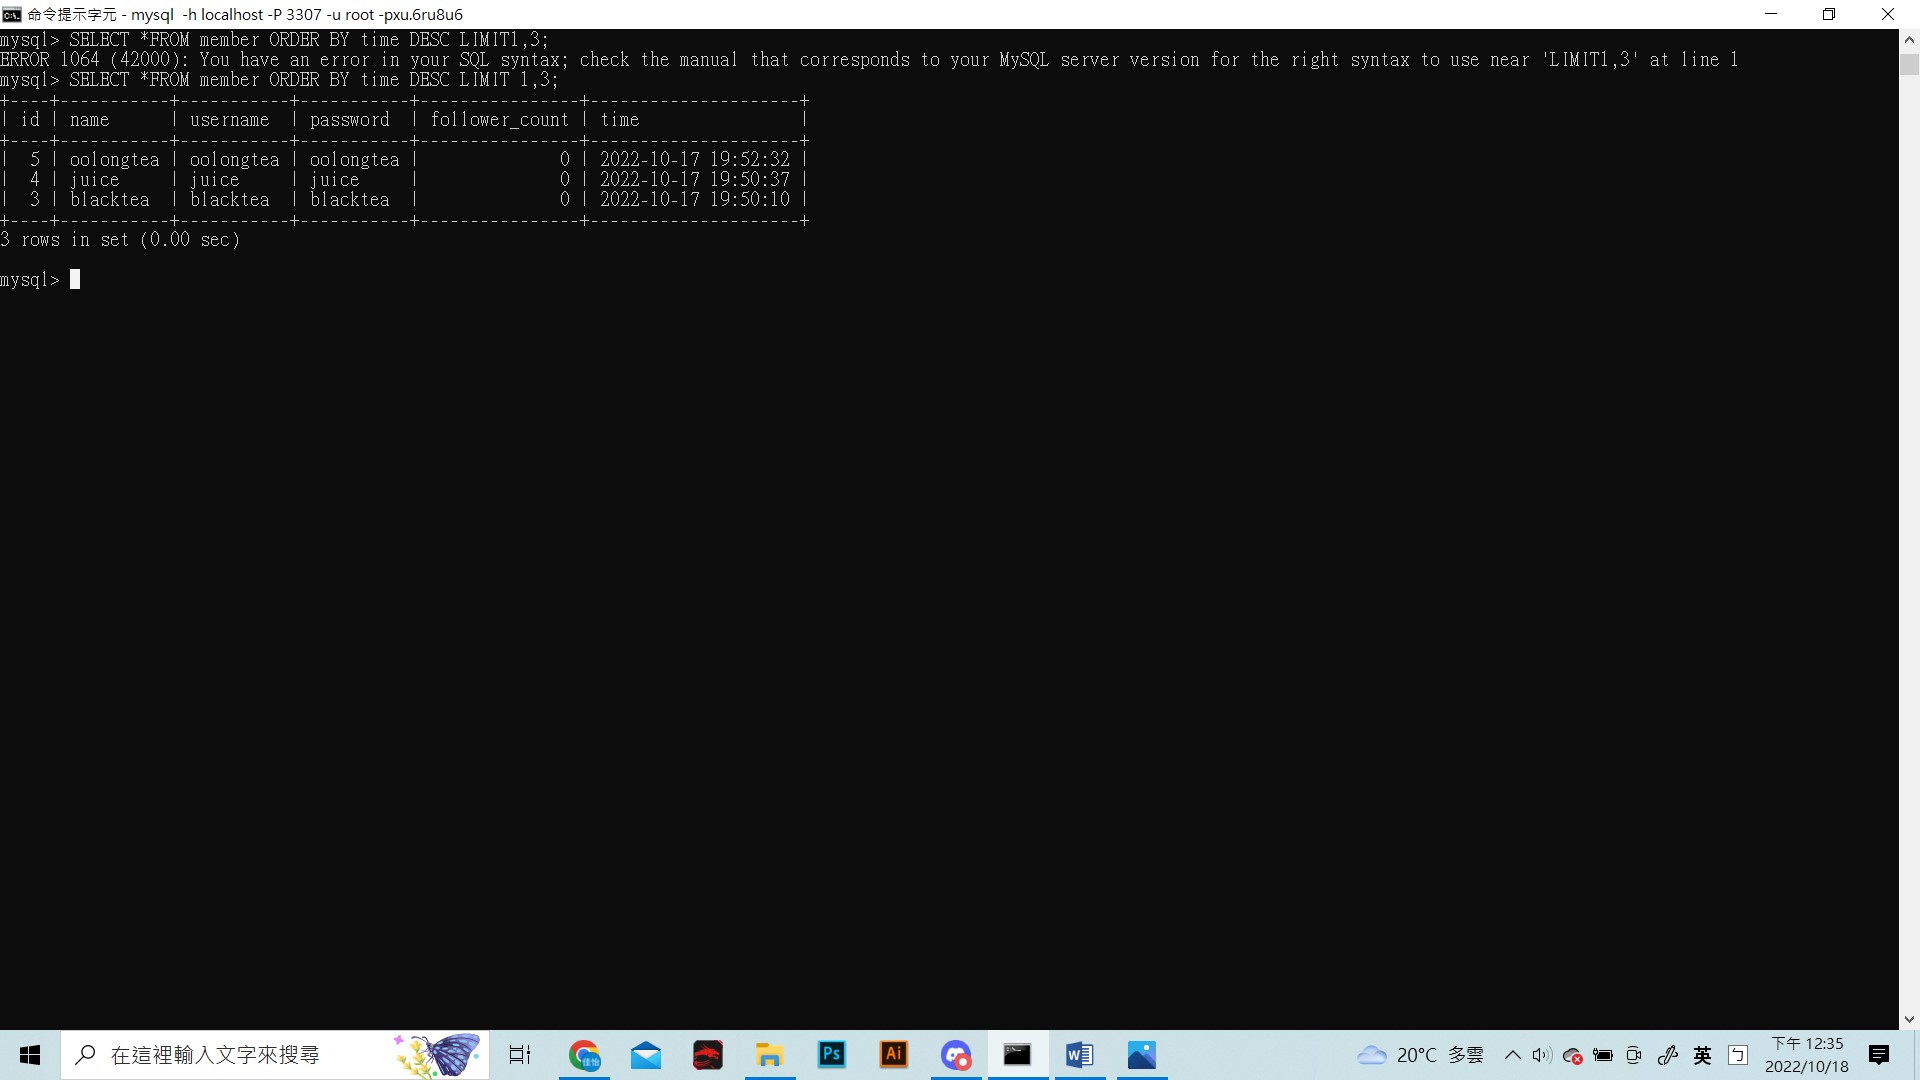 命令提示字元 - mysql  -h localhost -P 3307 -u root -pxu.6ru8u6
mysql> SELECT *FROM member ORDER BY time DESC LIMIT1,3;
ERROR 1064 (42000): You have an error in your SQL syntax; check the manual that corresponds to your MySQL server version for the right syntax to use near 'LIMIT1,3' at line 1
mysql> SELECT *FROM member ORDER BY time DESC LIMIT 1,3;
+----+-----------+-----------+-----------+----------------+---------------------+
| id | name      | username  | password  | follower_count | time                |
+----+-----------+-----------+-----------+----------------+---------------------+
|  5 | oolongtea | oolongtea | oolongtea |              0 | 2022-10-17 19:52:32 |
|  4 | juice     | juice     | juice     |              0 | 2022-10-17 19:50:37 |
|  3 | blacktea  | blacktea  | blacktea  |              0 | 2022-10-17 19:50:10 |
+----+-----------+-----------+-----------+----------------+---------------------+
3 rows in set (0.00 sec)
mysql>
在這裡輸入文字來搜尋
Ps
Ai
20°C 多雲
英
ㄅ
下午 12:35
2022/10/18